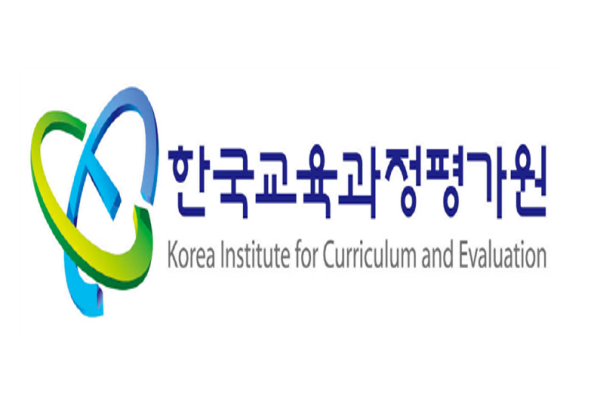 한국교육과정평가원
Korea Institute for Curriculum and Evaluation